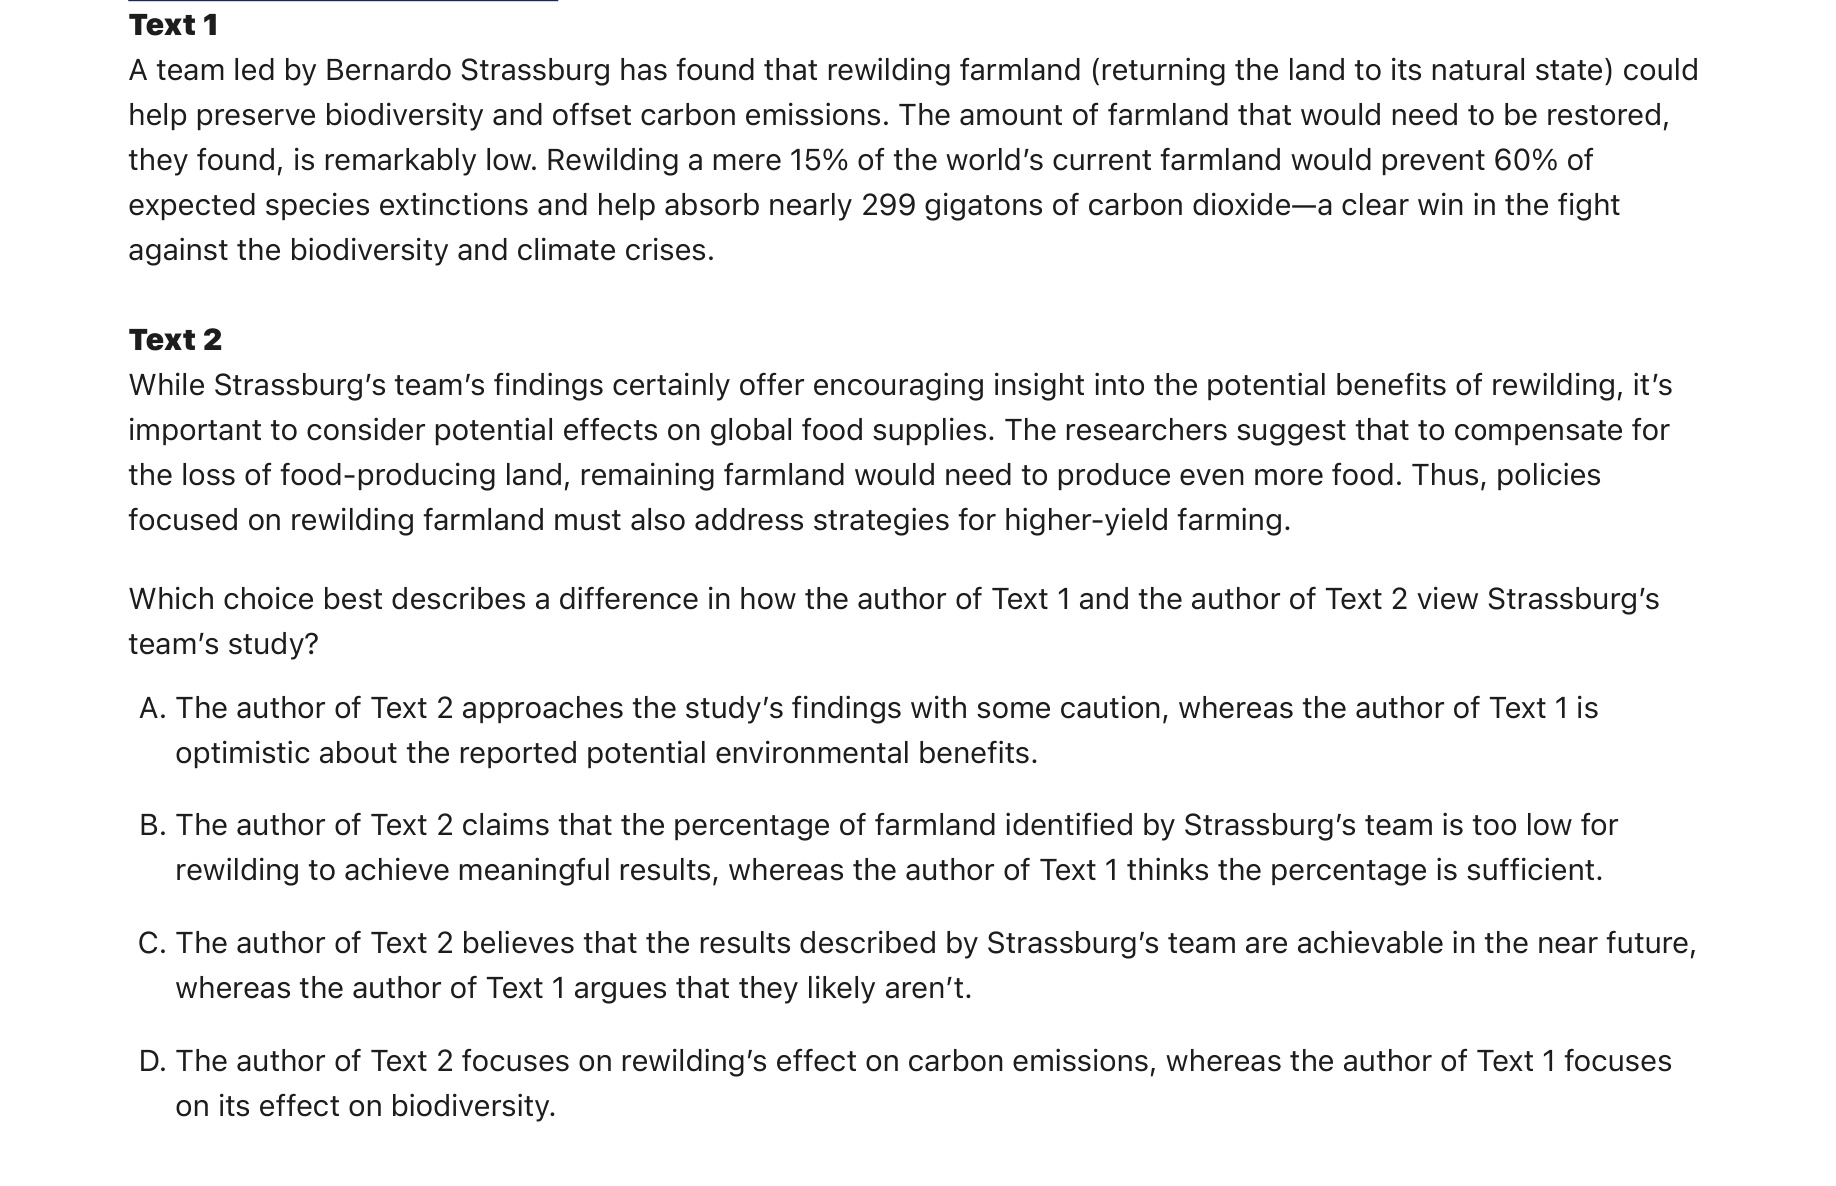 Text 1
A team led by Bernardo Strassburg has found that rewilding farmland (returning the land to its natural state) could
help preserve biodiversity and offset carbon emissions. The amount of farmland that would need to be restored,
they found, is remarkably low. Rewilding a mere 15% of the world’s current farmland would prevent 60% of
expected species extinctions and help absorb nearly 299 gigatons of carbon dioxide—a clear win in the fight
against the biodiversity and climate crises.
Text 2
While Strassburg’s team’s findings certainly offer encouraging insight into the potential benefits of rewilding, it’s
important to consider potential effects on global food supplies. The researchers suggest that to compensate for
the loss of food-producing land, remaining farmland would need to produce even more food. Thus, policies
focused on rewilding farmland must also address strategies for higher-yield farming.
Which choice best describes a difference in how the author of Text 1 and the author of Text 2 view Strassburg’s
team’s study?
A. The author of Text 2 approaches the study’s findings with some caution, whereas the author of Text 1 is
optimistic about the reported potential environmental benefits.
B. The author of Text 2 claims that the percentage of farmland identified by Strassburg’s team is too low for
rewilding to achieve meaningful results, whereas the author of Text 1 thinks the percentage is sufficient.
C. The author of Text 2 believes that the results described by Strassburg’s team are achievable in the near future,
whereas the author of Text 1 argues that they likely aren’t.
D. The author of Text 2 focuses on rewilding’s effect on carbon emissions, whereas the author of Text 1 focuses
on its effect on biodiversity.